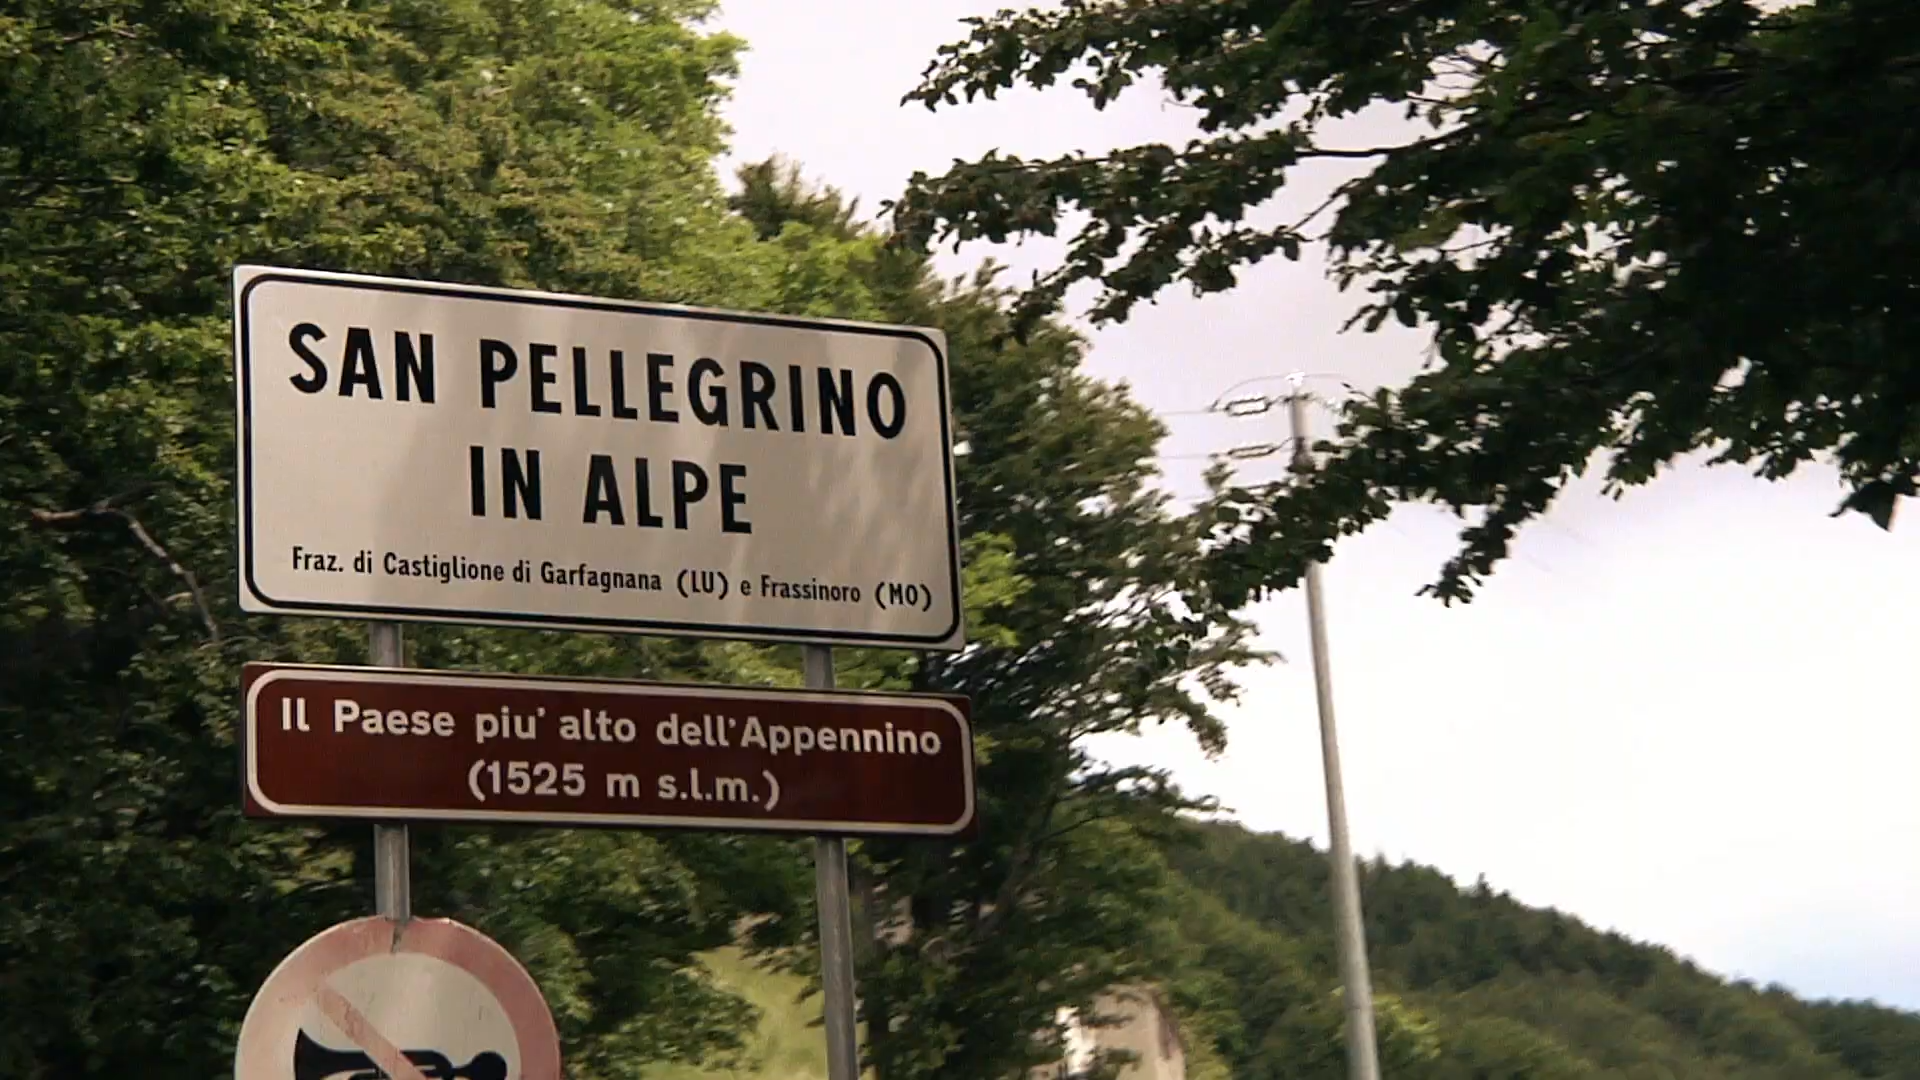 SAN PELLEGRINO
IN ALPE
Fraz. di Castiglione di Garfagnana (LU) e Frassinoro (MO)
Il Paese piu' alto dell'Appennino
(1525 m s.l.m.)